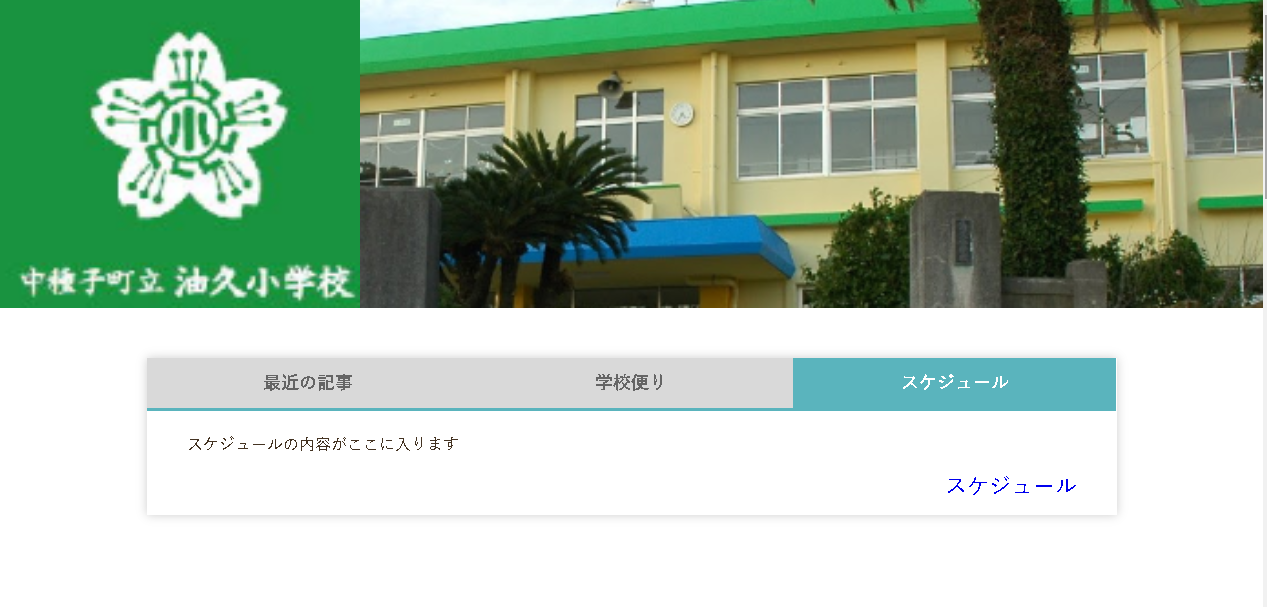 小
中種子町立 油久小学校
最近の記事
学校便り
スケジュール
スケジュールの内容がここに入ります
スケジュール